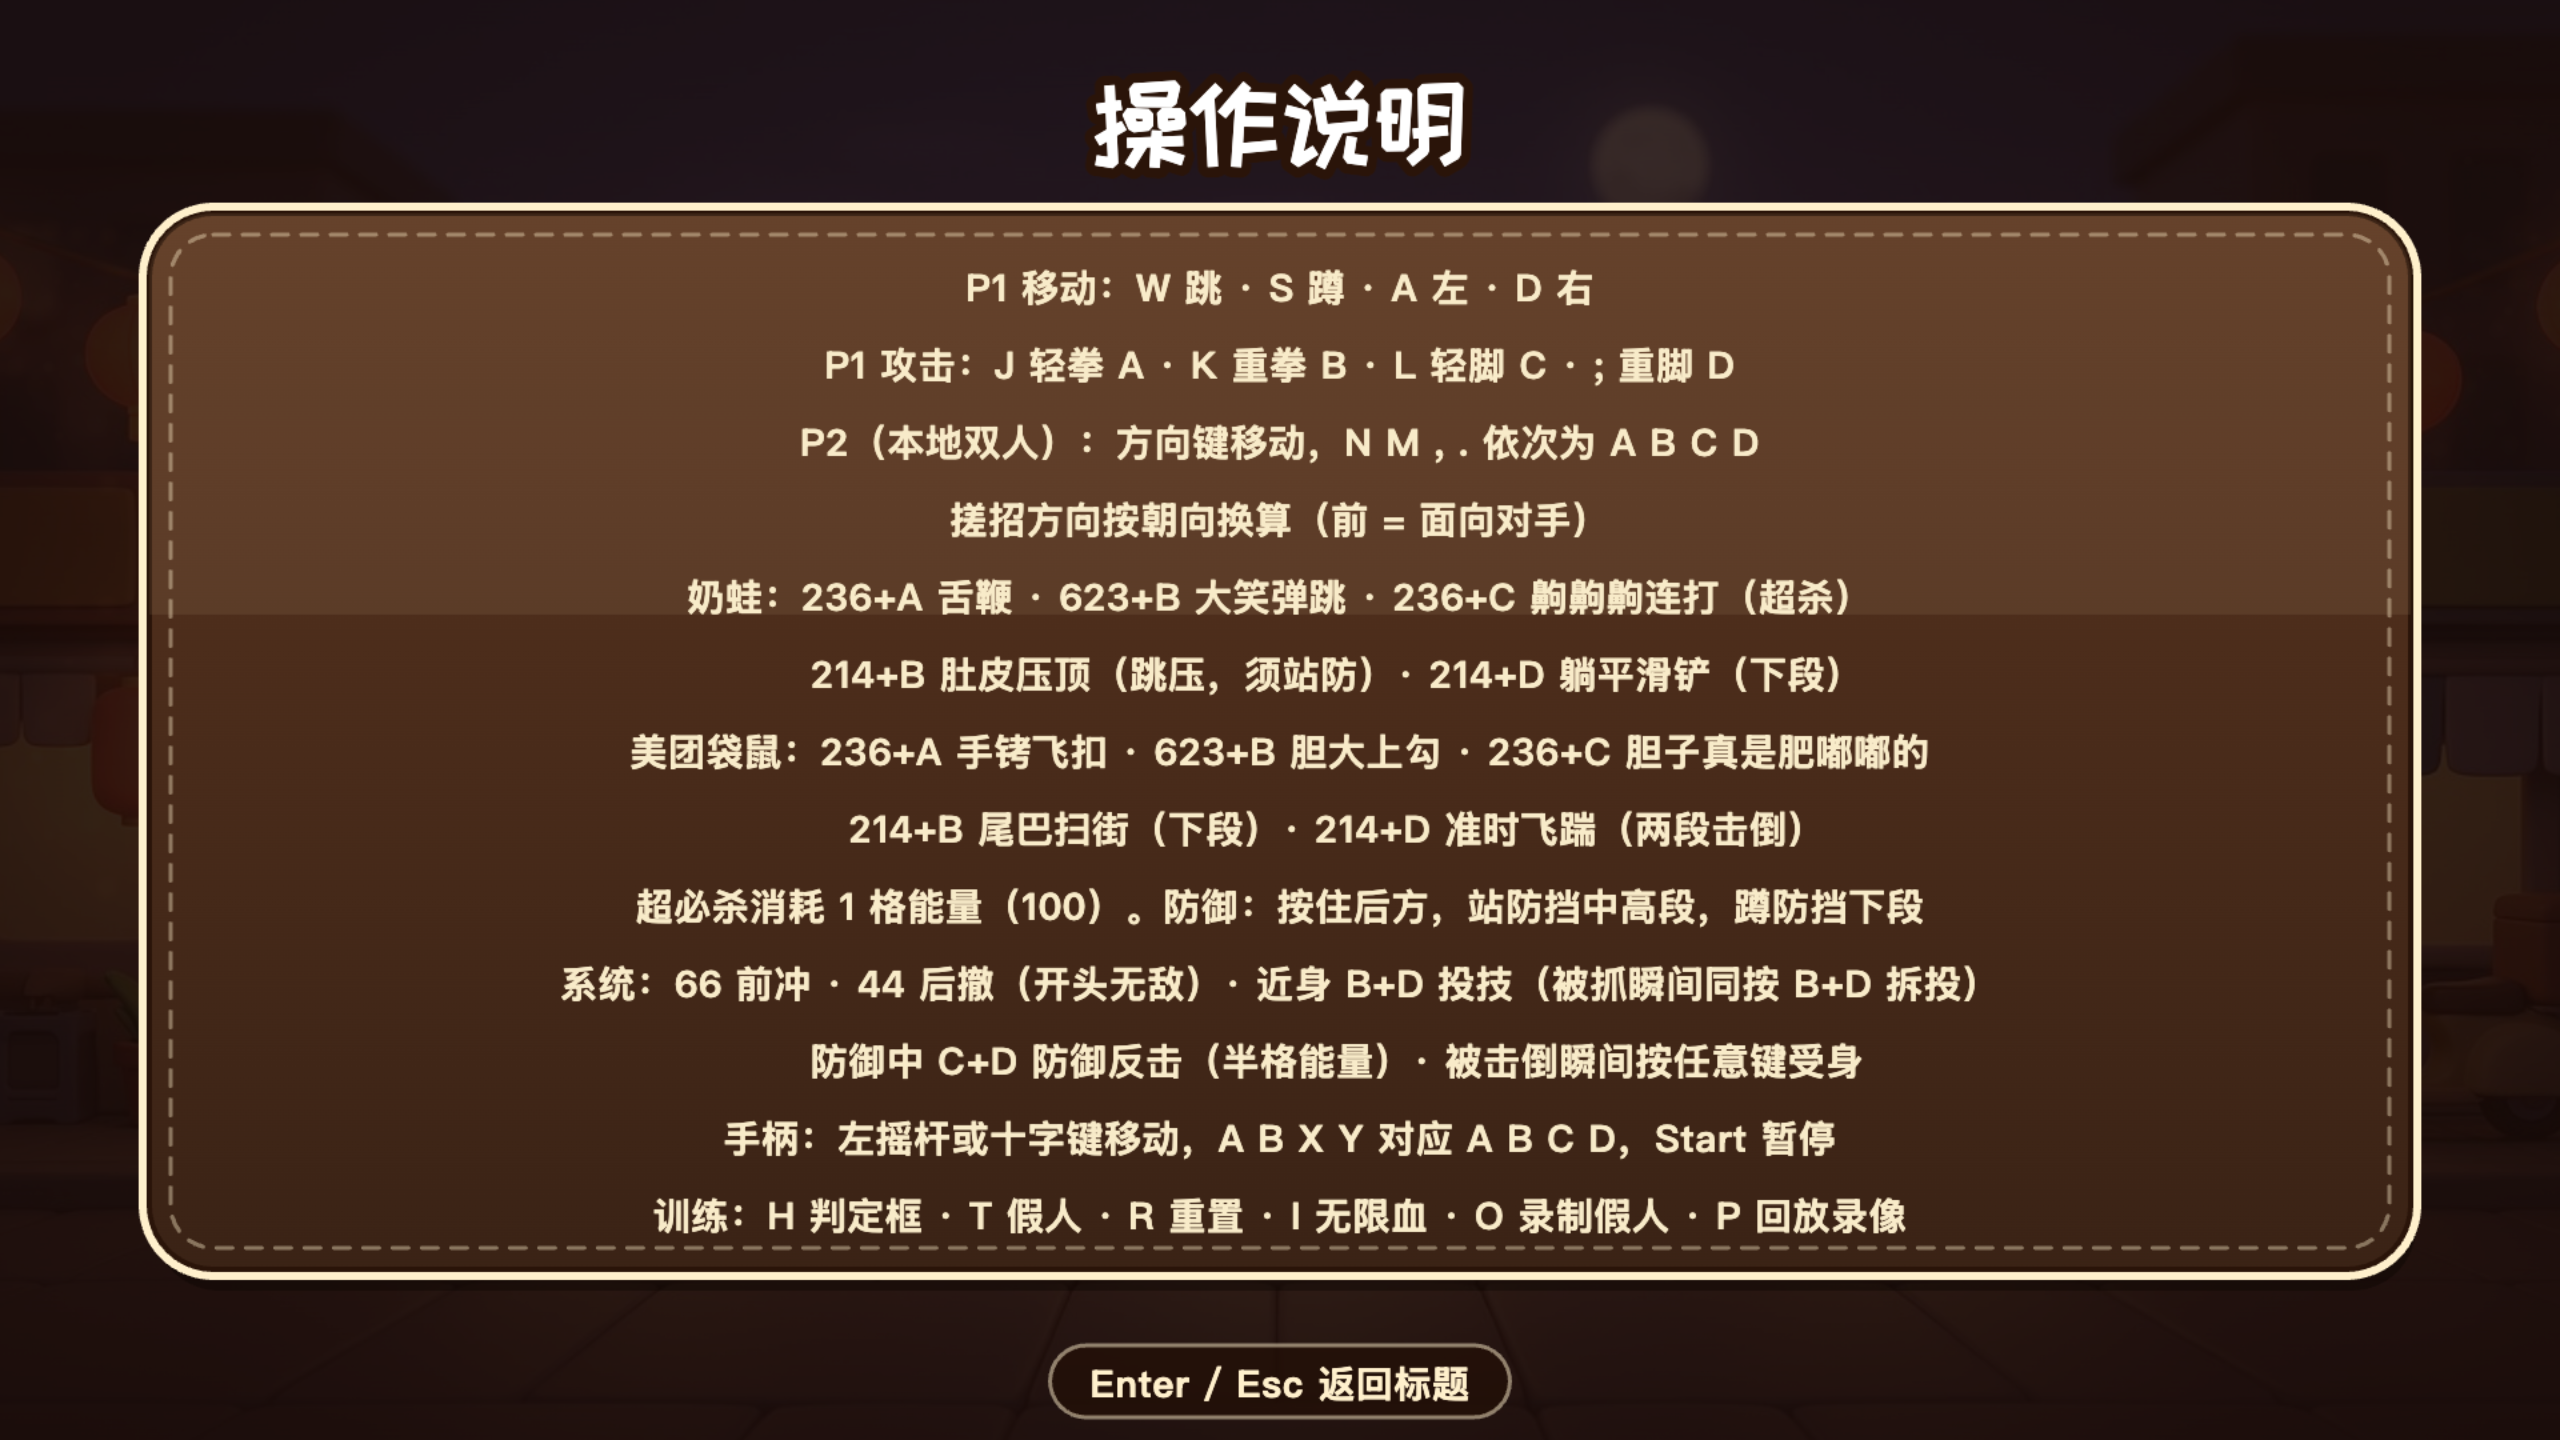 操作说明
P1 移动：W 跳 · S 蹲 · A 左 · D 右
P1 攻击：J 轻拳 A · K 重拳 B · L 轻脚 C · ; 重脚 D
P2（本地双人）：方向键移动，N M , . 依次为 A B C D
搓招方向按朝向换算（前 = 面向对手）
奶蛙：236+A 舌鞭 · 623+B 大笑弹跳 · 236+C 齁齁齁连打（超杀）
214+B 肚皮压顶（跳压，须站防）· 214+D 躺平滑铲（下段）
美团袋鼠：236+A 手铐飞扣 · 623+B 胆大上勾 · 236+C 胆子真是肥嘟嘟的
214+B 尾巴扫街（下段）· 214+D 准时飞踹（两段击倒）
超必杀消耗 1 格能量（100）。防御：按住后方，站防挡中高段，蹲防挡下段
系统：66 前冲 · 44 后撤（开头无敌）· 近身 B+D 投技（被抓瞬间同按 B+D 拆投）
防御中 C+D 防御反击（半格能量）· 被击倒瞬间按任意键受身
手柄：左摇杆或十字键移动，A B X Y 对应 A B C D，Start 暂停
训练：H 判定框 · T 假人 · R 重置 · I 无限血 · O 录制假人 · P 回放录像
Enter / Esc 返回标题